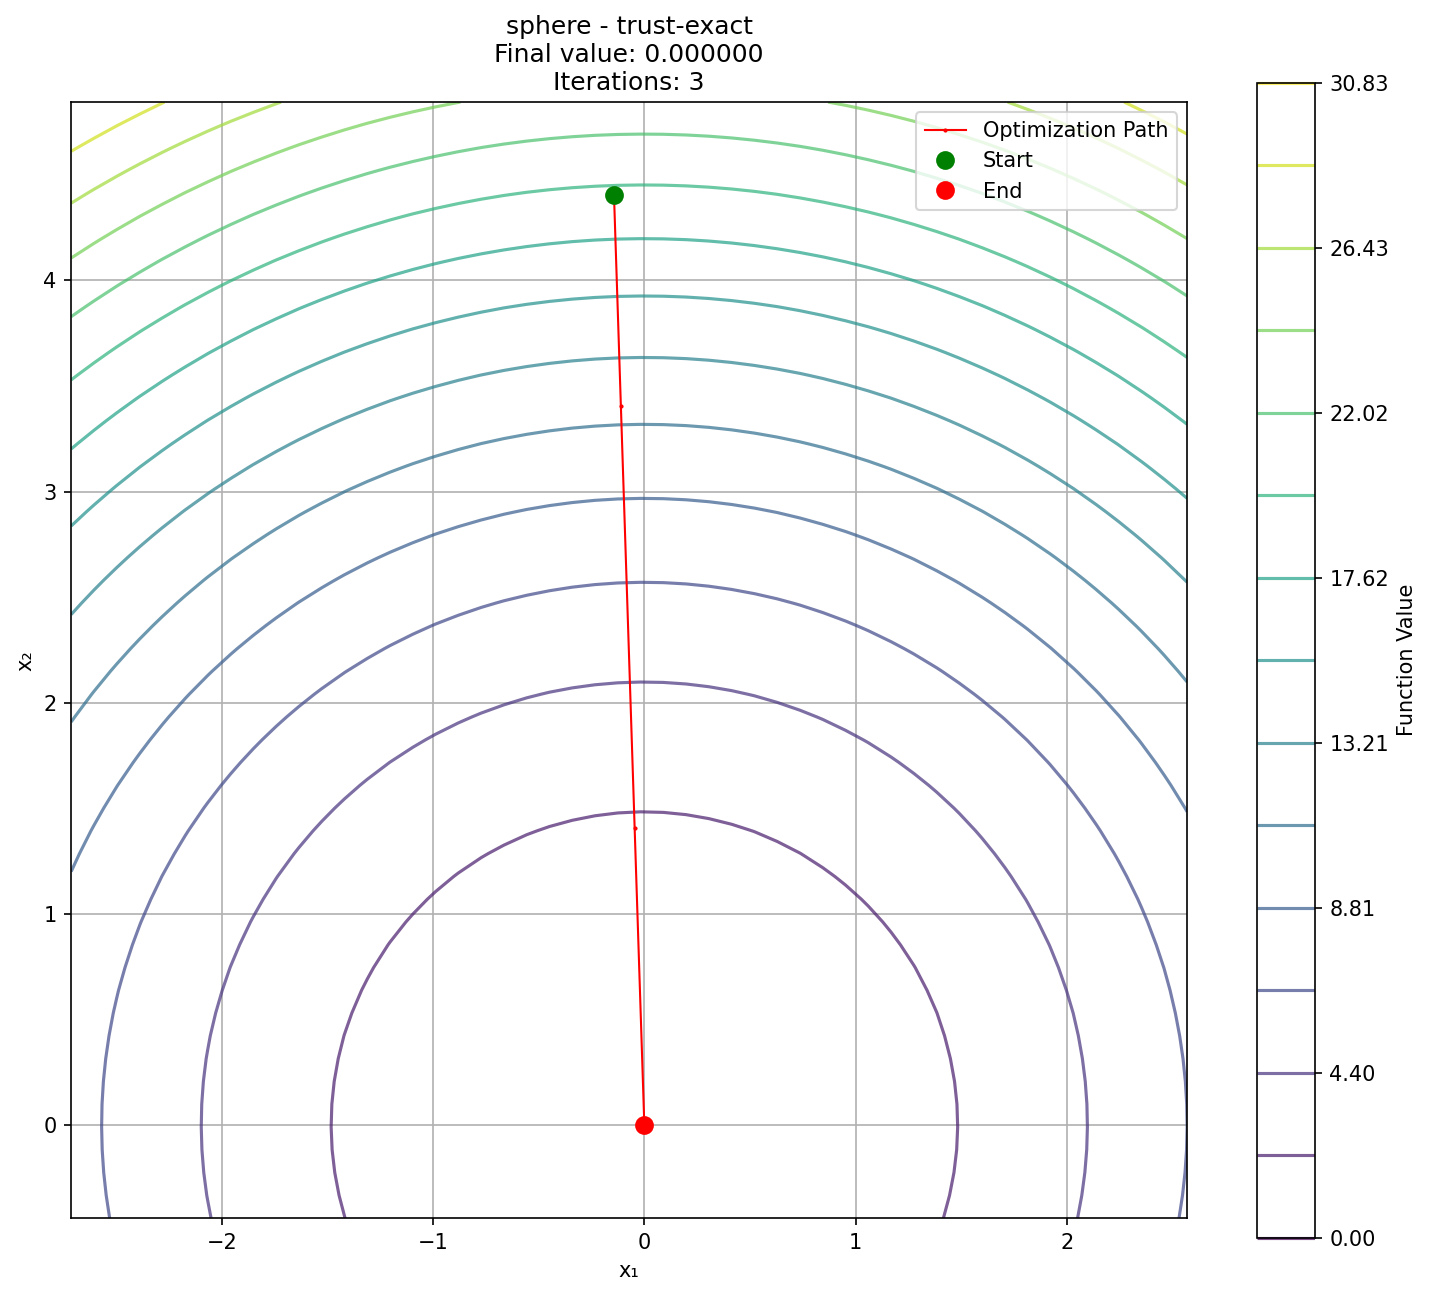 sphere - trust-exact
Final value: 0.000000
Iterations: 3
Optimization Path
Start
End
4
3
2
1
0
x₂
−2
−1
0
1
2
x₁
30.83
26.43
22.02
17.62
13.21
8.81
4.40
0.00
Function Value